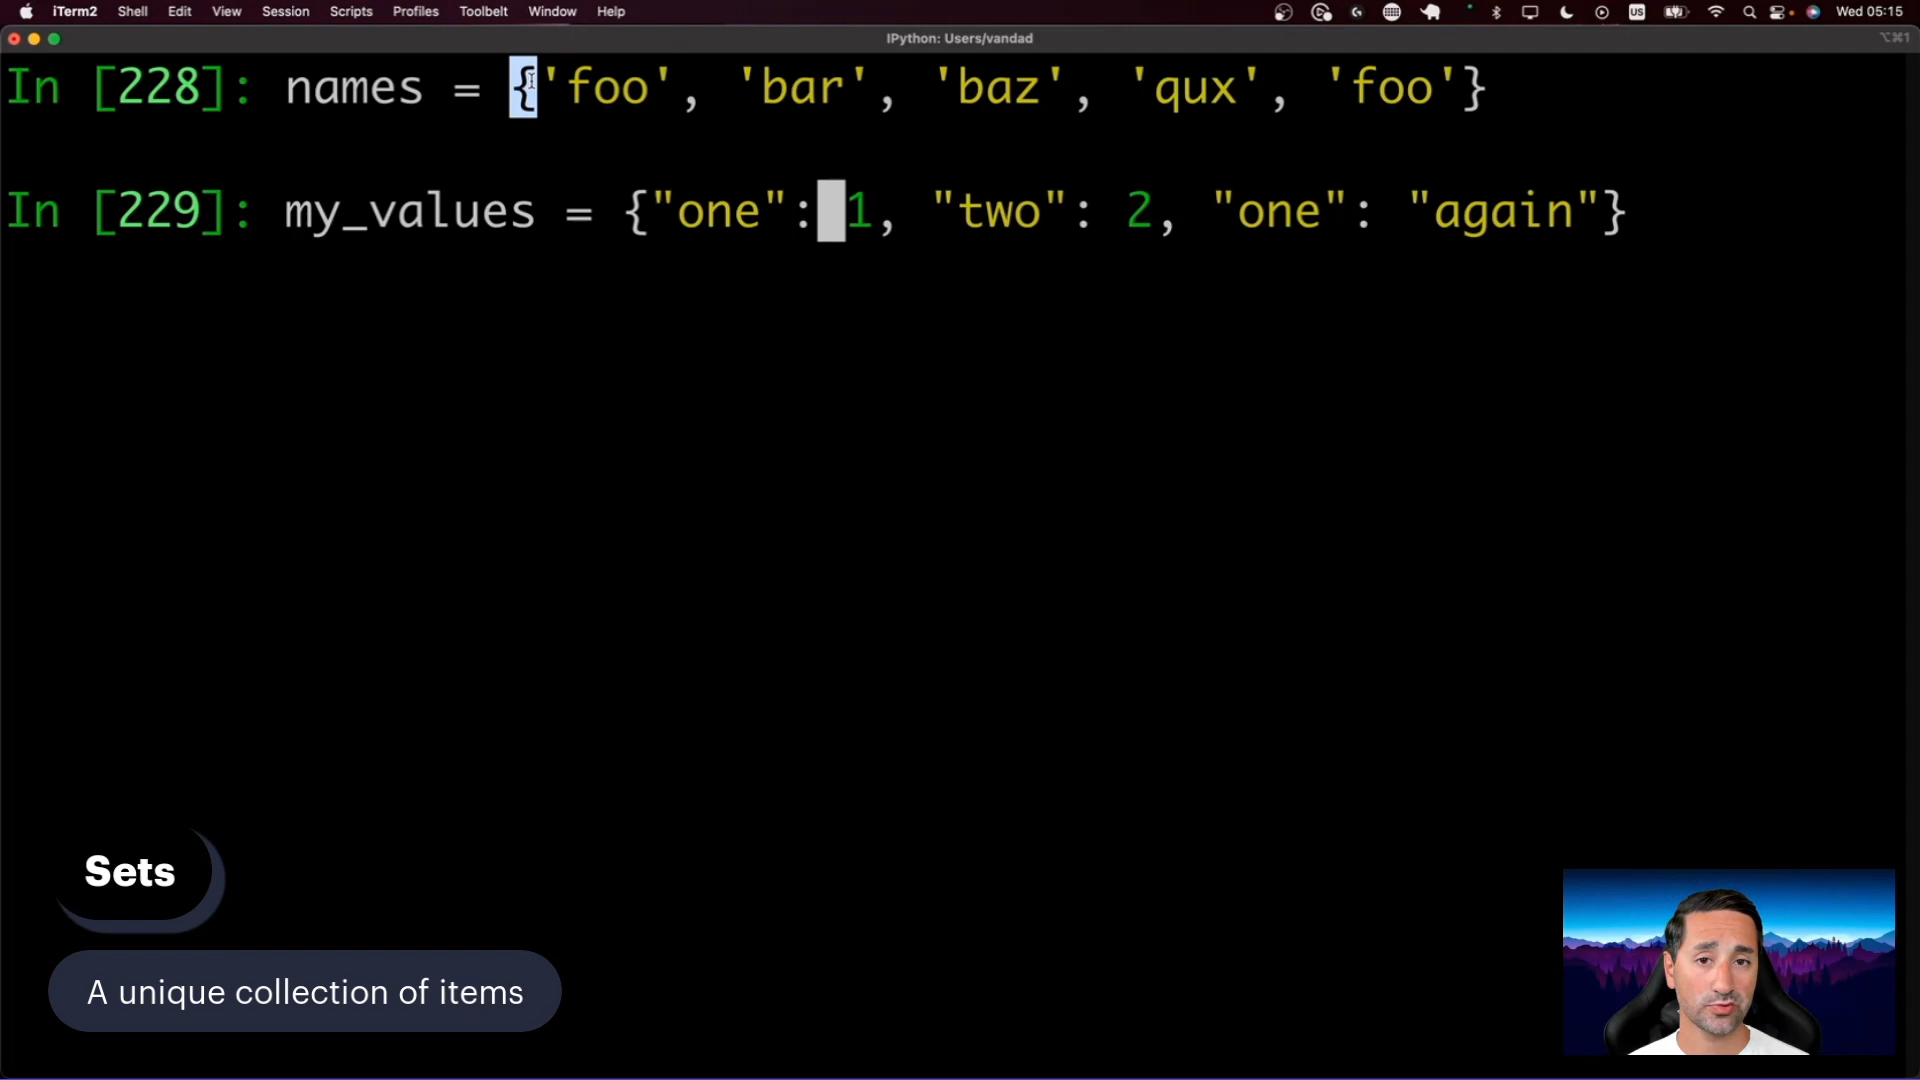 iTerm2 Shell Edit View Session Scripts Profiles Toolbelt Window Help US Wed 05:15
IPython: Users/vandad ⌥⌘1
In [228]: names = {'foo', 'bar', 'baz', 'qux', 'foo'}
In [229]: my_values = {"one": 1, "two": 2, "one": "again"}
Sets
A unique collection of items